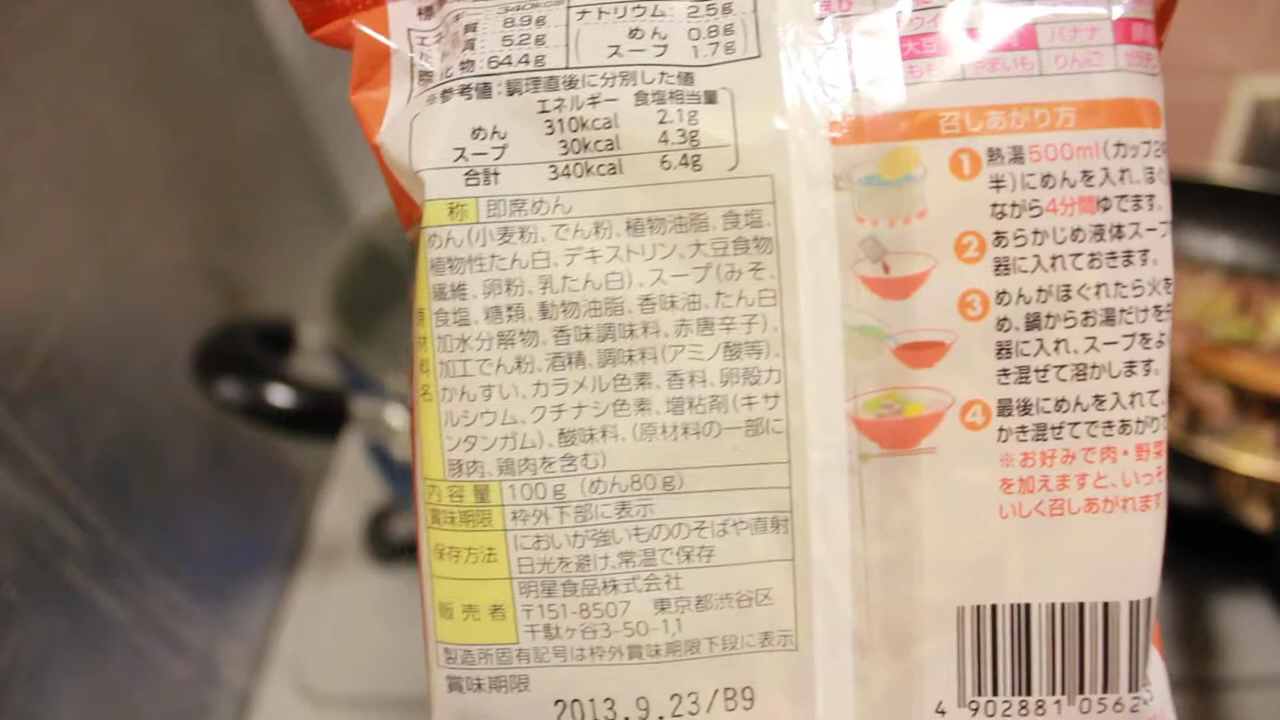 340kcal
質: 8.9g
質: 5.2g
化物:64.4g
ナトリウム: 2.5g
めん 0.8g
スープ 1.7g
※参考値:調理直後に分別した値
エネルギー 食塩相当量
めん 310kcal 2.1g
スープ 30kcal 4.3g
合計 340kcal 6.4g
称 即席めん
原材料名
めん(小麦粉、でん粉、植物油脂、食塩、
植物性たん白、デキストリン、大豆食物
繊維、卵粉、乳たん白)、スープ(みそ、
食塩、糖類、動物油脂、香味油、たん白
加水分解物、香味調味料、赤唐辛子)、
加工でん粉、酒精、調味料(アミノ酸等)、
かんすい、カラメル色素、香料、卵殻カ
ルシウム、クチナシ色素、増粘剤(キサ
ンタンガム)、酸味料、(原材料の一部に
豚肉、鶏肉を含む)
内容量 100g (めん80g)
賞味期限 枠外下部に表示
保存方法 においが強いもののそばや直射
日光を避け、常温で保存
販売者 明星食品株式会社
〒151-8507 東京都渋谷区
千駄ヶ谷3-50-11
製造所固有記号は枠外賞味期限下段に表示
賞味期限
2013.9.23/B9
大豆 バナナ
もも やまいも りんご
召しあがり方
1 熱湯500ml(カップ2
半)にめんを入れ、ほぐ
ながら4分間ゆでます。
2 あらかじめ液体スープ
器に入れておきます。
3 めんがほぐれたら火を
め、鍋からお湯だけを
器に入れ、スープをよ
き混ぜて溶かします。
4 最後にめんを入れて、
かき混ぜてできあがり
※お好みで肉・野菜
を加えますと、いっそ
いしく召しあがれます
4 902881 0562